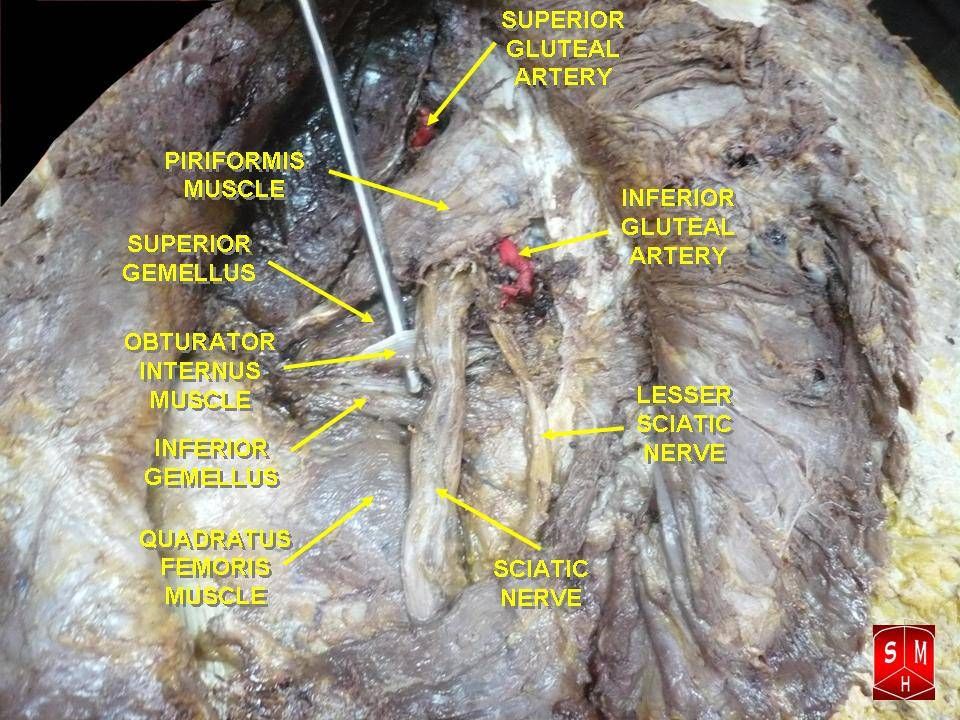 SUPERIOR
GLUTEAL
ARTERY
PIRIFORMIS
MUSCLE
INFERIOR
GLUTEAL
ARTERY
SUPERIOR
GEMELLUS
OBTURATOR
INTERNUS
MUSCLE
LESSER
SCIATIC
NERVE
INFERIOR
GEMELLUS
QUADRATUS
FEMORIS
MUSCLE
SCIATIC
NERVE
S M
H